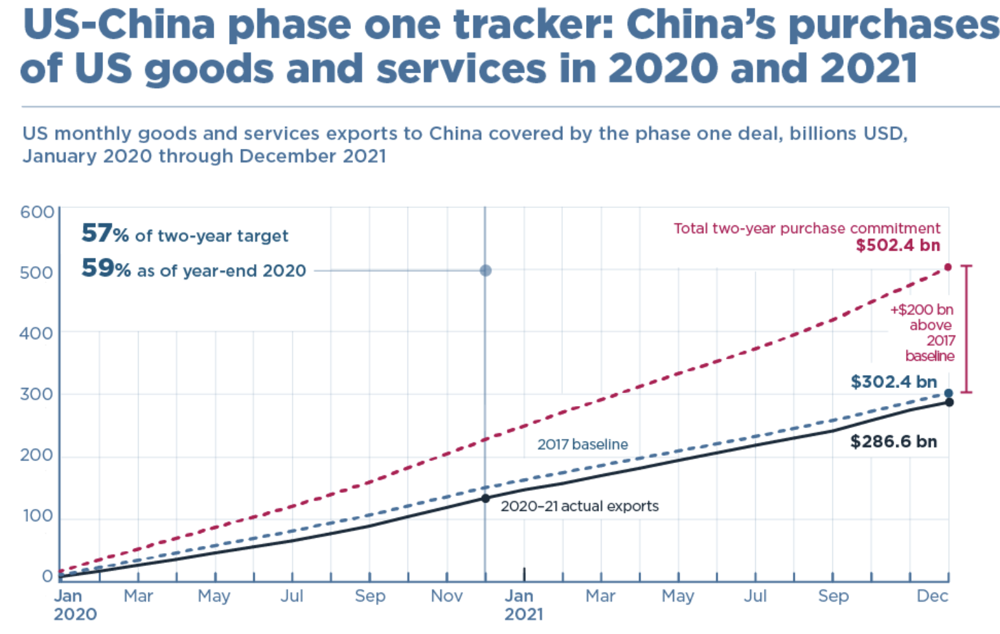 US-China phase one tracker: China’s purchases
of US goods and services in 2020 and 2021
US monthly goods and services exports to China covered by the phase one deal, billions USD,
January 2020 through December 2021
600
500
400
300
200
100
0
57% of two-year target
59% as of year-end 2020
Total two-year purchase commitment
$502.4 bn
+$200 bn
above
2017
baseline
$302.4 bn
2017 baseline
$286.6 bn
2020–21 actual exports
Jan Mar May Jul Sep Nov Jan Mar May Jul Sep Dec
2020 2021